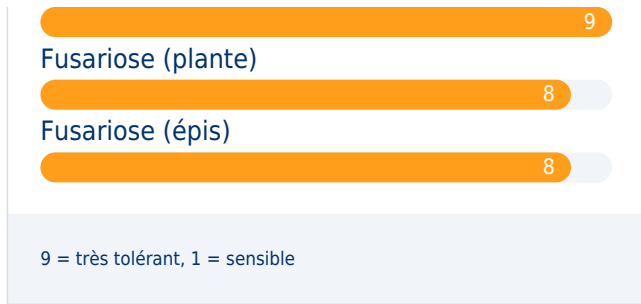 9
Fusariose (plante)
8
Fusariose (épis)
8
9 = très tolérant, 1 = sensible